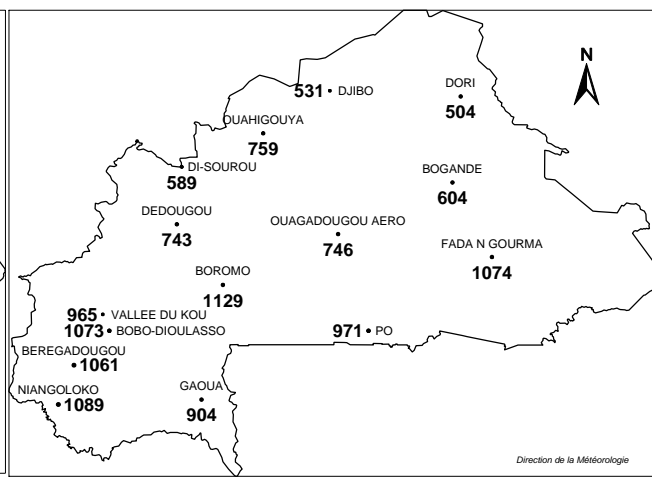 N
531 DJIBO
DORI
504
OUAHIGOUYA
759
DI-SOUROU
589
BOGANDE
604
DEDOUGOU
743
OUAGADOUGOU AERO
746
FADA N GOURMA
1074
BOROMO
1129
965 VALLEE DU KOU
1073 BOBO-DIOULASSO
971 PO
BEREGADOUGOU
1061
NIANGOLOKO
1089
GAOUA
904
Direction de la Météorologie